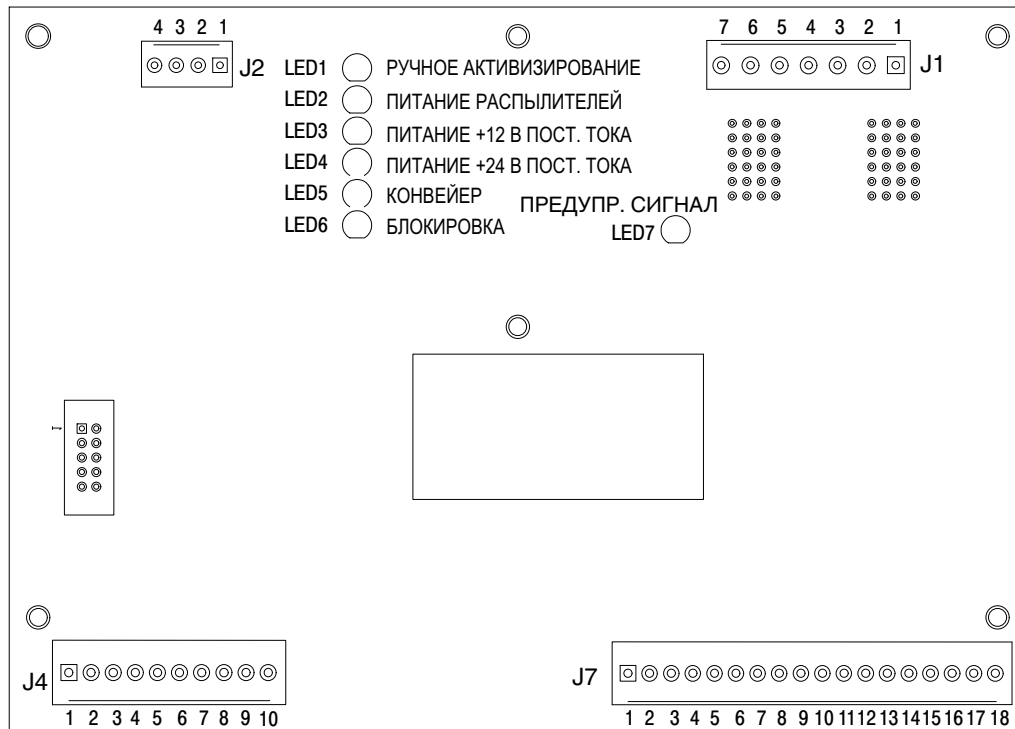 4 3 2 1
J2
7 6 5 4 3 2 1
J1
LED1 РУЧНОЕ АКТИВИЗИРОВАНИЕ
LED2 ПИТАНИЕ РАСПЫЛИТЕЛЕЙ
LED3 ПИТАНИЕ +12 В ПОСТ. ТОКА
LED4 ПИТАНИЕ +24 В ПОСТ. ТОКА
LED5 КОНВЕЙЕР
LED6 БЛОКИРОВКА
ПРЕДУПР. СИГНАЛ
LED7
1
J4
1 2 3 4 5 6 7 8 9 10
J7
1 2 3 4 5 6 7 8 9 10 11 12 13 14 15 16 17 18